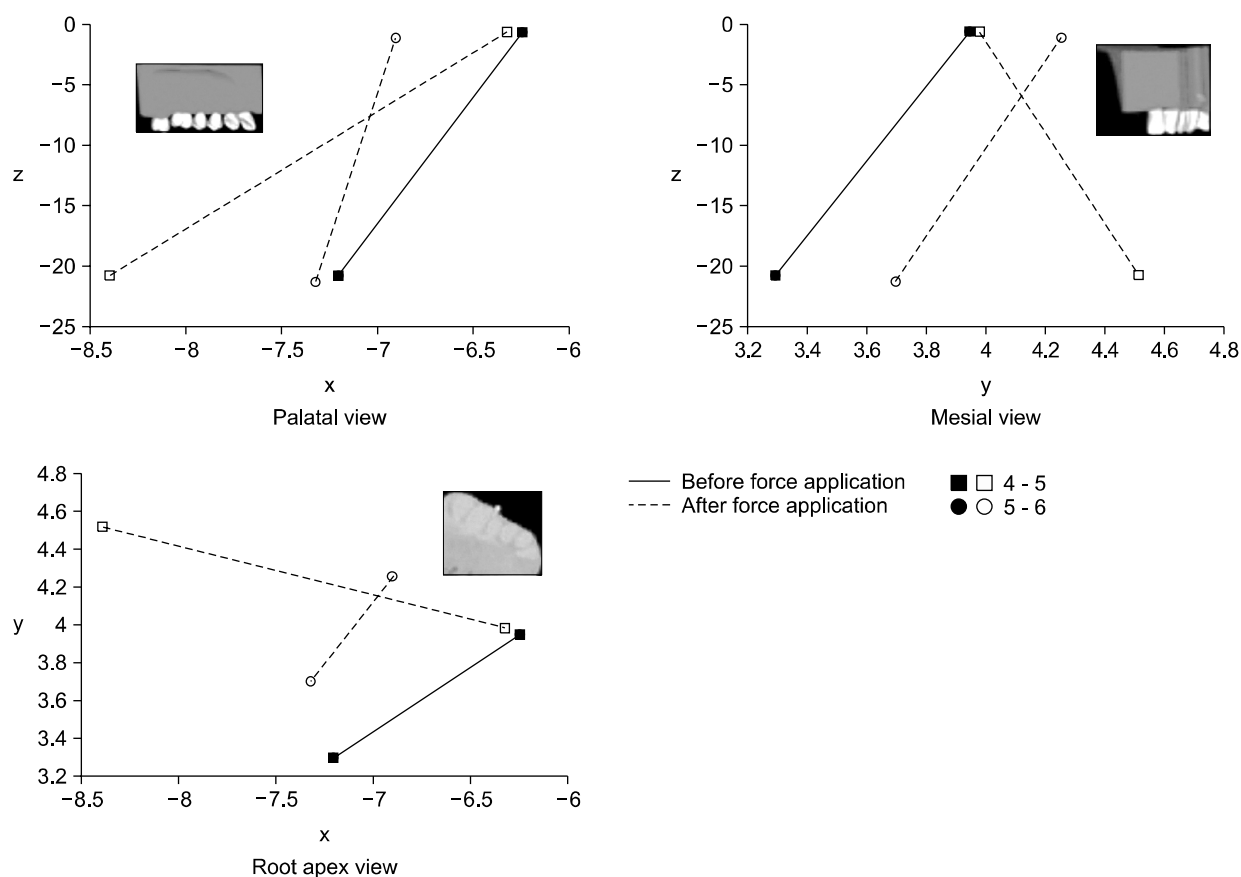 0
−5
−10
z
−15
−20
−25
−8.5 −8 −7.5 −7 −6.5 −6
x
Palatal view
0
−5
−10
z
−15
−20
−25
3.2 3.4 3.6 3.8 4 4.2 4.4 4.6 4.8
y
Mesial view
4.8
4.6
4.4
4.2
y
4
3.8
3.6
3.4
3.2
−8.5 −8 −7.5 −7 −6.5 −6
x
Root apex view
Before force application 4 - 5
After force application 5 - 6